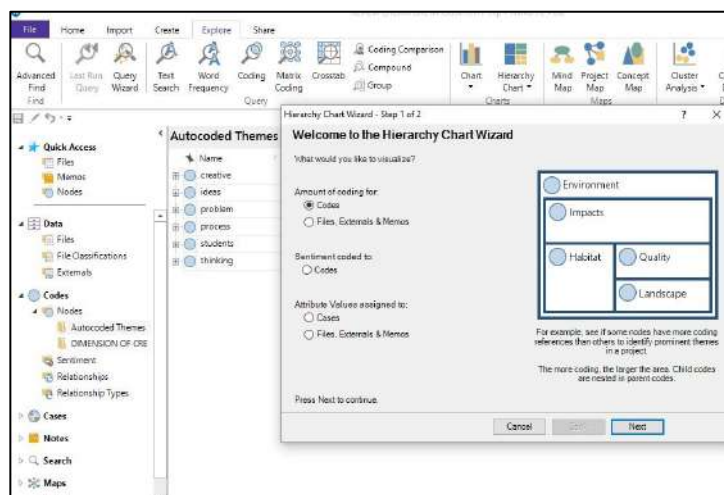 File Home Import Create Explore Share
Advanced Find
Last Run Query
Query Wizard
Text Search
Word Frequency
Coding
Matrix Coding
Crosstab
Coding Comparison
Compound
Group
Chart
Hierarchy Chart
Mind Map
Project Map
Concept Map
Cluster Analysis
Find
Query
Charts
Maps
Quick Access
Files
Memos
Nodes
Data
Files
File Classifications
Externals
Codes
Nodes
Autocoded Themes
DIMENSION OF CRE
Sentiment
Relationships
Relationship Types
Cases
Notes
Search
Maps
Autocoded Themes
Name
creative
ideas
problem
process
students
thinking
Hierarchy Chart Wizard - Step 1 of 2
? X
Welcome to the Hierarchy Chart Wizard
What would you like to visualize?
Amount of coding for:
Codes
Files, Externals & Memos
Sentiment coded to:
Codes
Attribute Values assigned to:
Cases
Files, Externals & Memos
Press Next to continue.
Environment
Impacts
Habitat
Quality
Landscape
For example, see if some nodes have more coding
references than others to identify prominent themes
in a project.
The more coding, the larger the area. Child codes
are nested in parent codes.
Cancel
Next